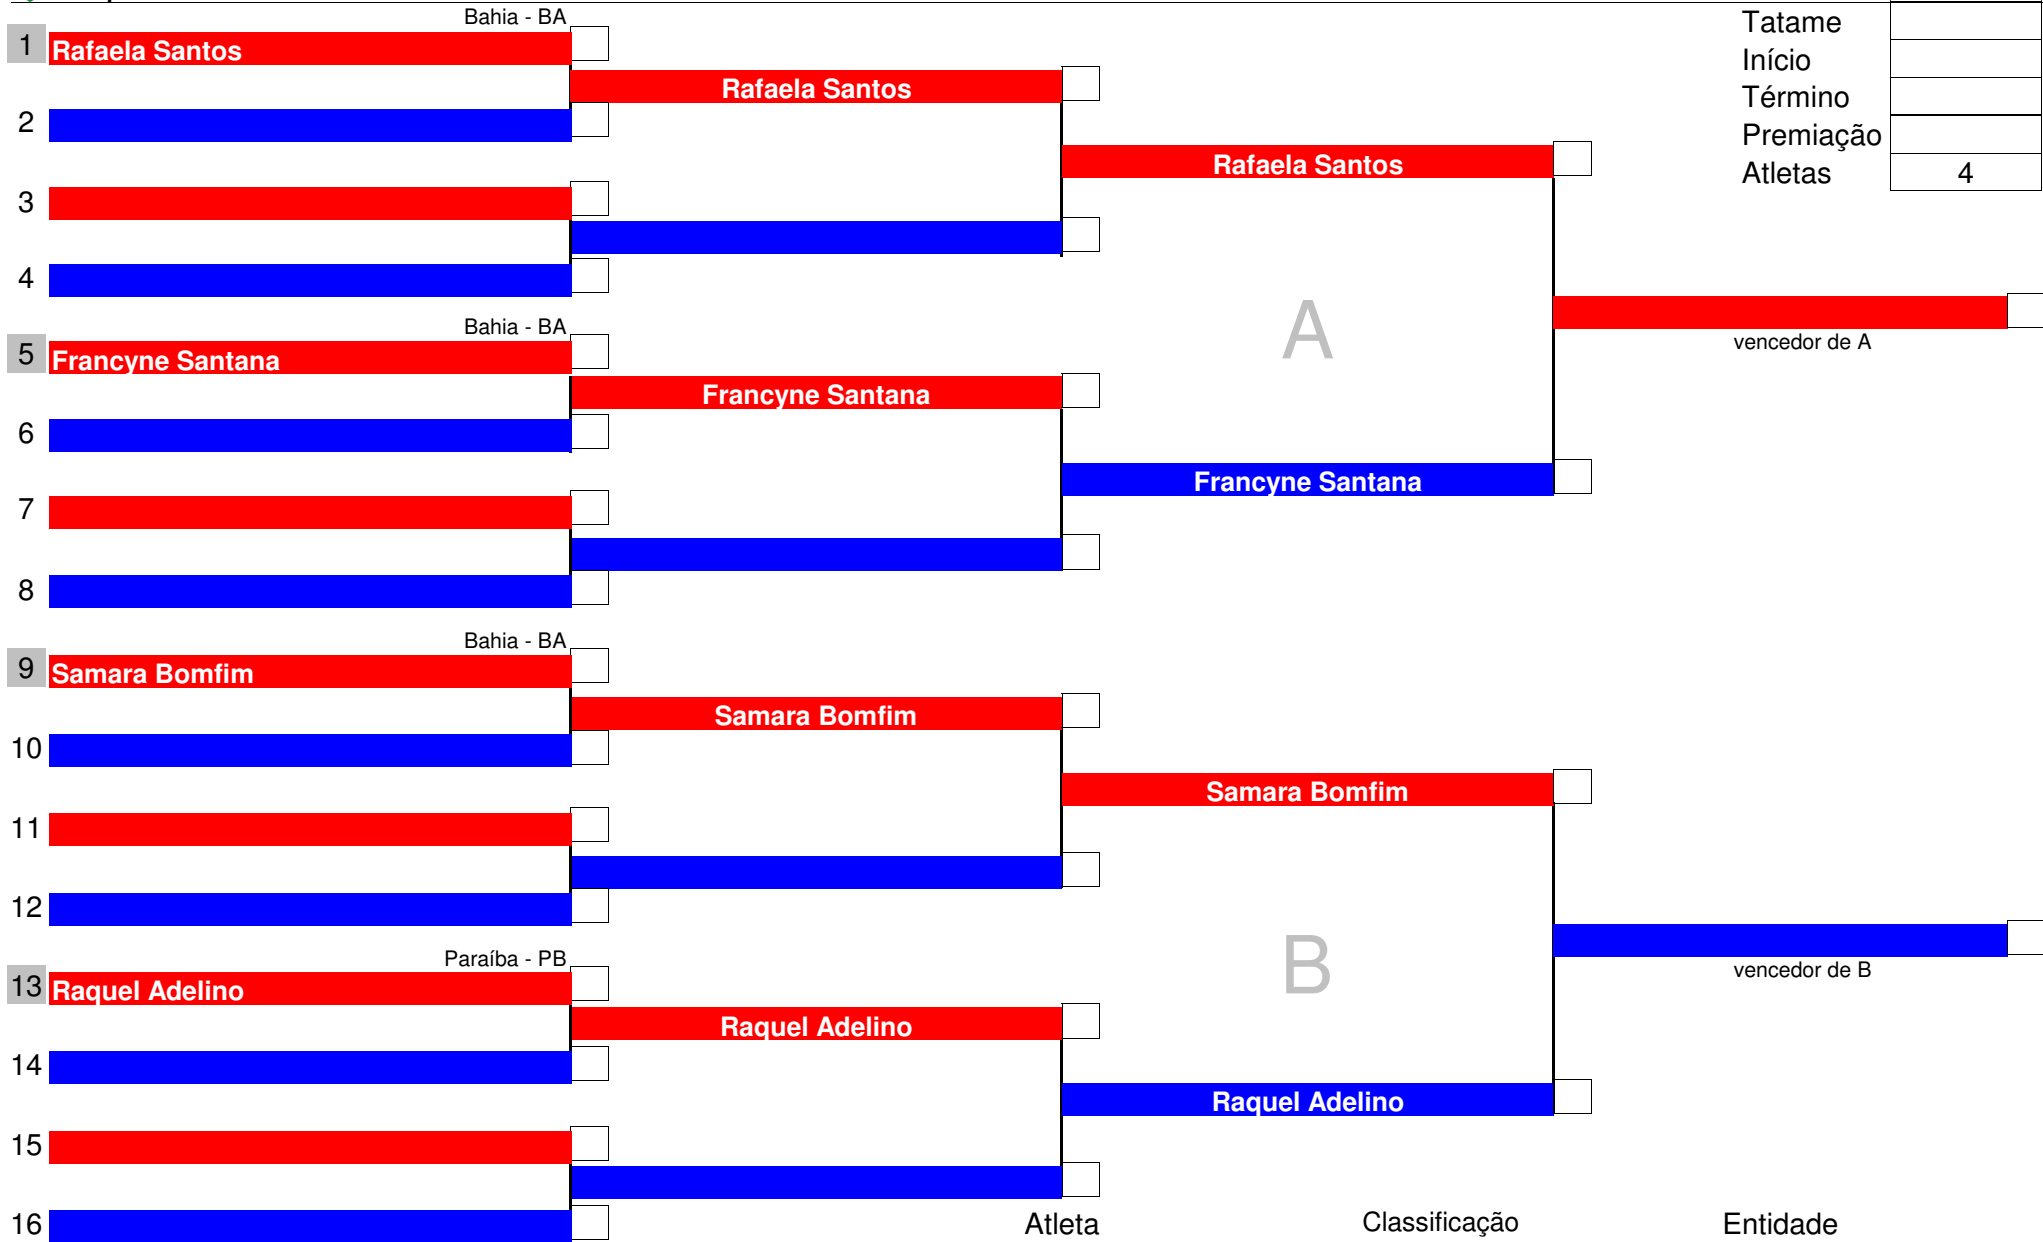 Bahia - BA
Tatame
1 Rafaela Santos
Início
Rafaela Santos
Término
2
Premiação
Rafaela Santos
Atletas 4
3
4
Bahia - BA
A
vencedor de A
5 Francyne Santana
Francyne Santana
6
Francyne Santana
7
8
Bahia - BA
9 Samara Bomfim
Samara Bomfim
10
Samara Bomfim
11
12
Paraíba - PB
B
vencedor de B
13 Raquel Adelino
Raquel Adelino
14
Raquel Adelino
15
16
Atleta Classificação Entidade